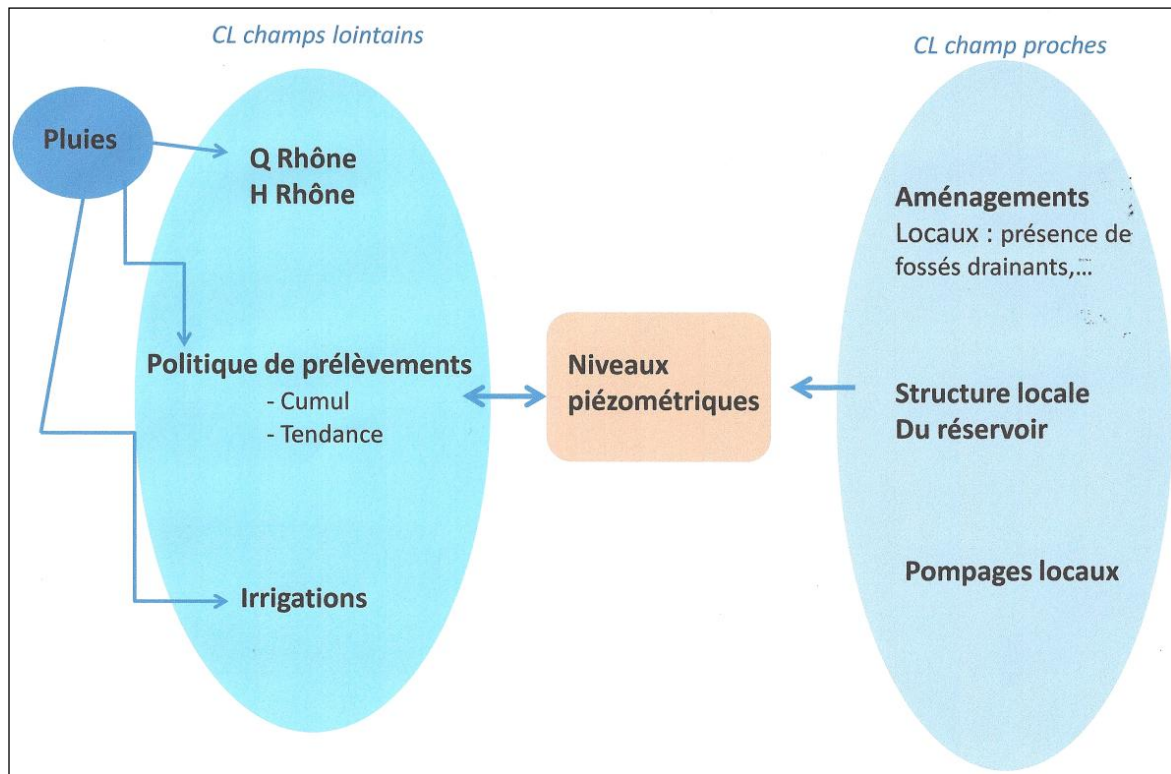 CL champs lointains
Pluies
Q Rhône
H Rhône
Politique de prélèvements
- Cumul
- Tendance
Irrigations
Niveaux
piézométriques
CL champ proches
Aménagements
Locaux : présence de
fossés drainants,...
Structure locale
Du réservoir
Pompages locaux